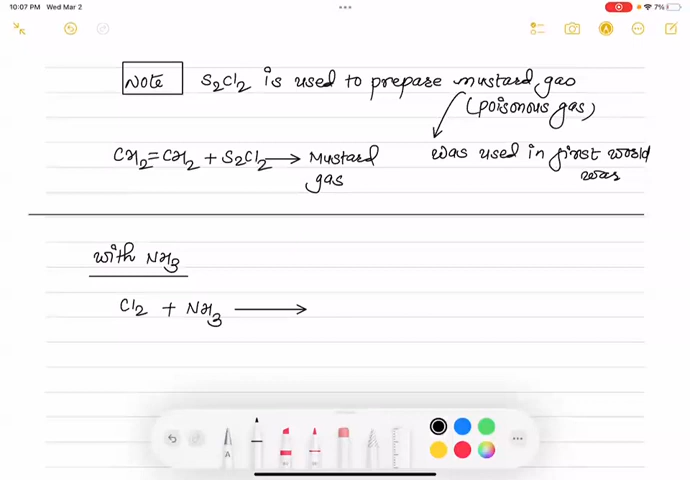 10:07 PM Wed Mar 2
7%
Note S₂Cl₂ is used to prepare mustard gas
(poisonous gas)
CH₂=CH₂ + S₂Cl₂ → Mustard gas
was used in first world was
with NH₃
Cl₂ + NH₃ →
A